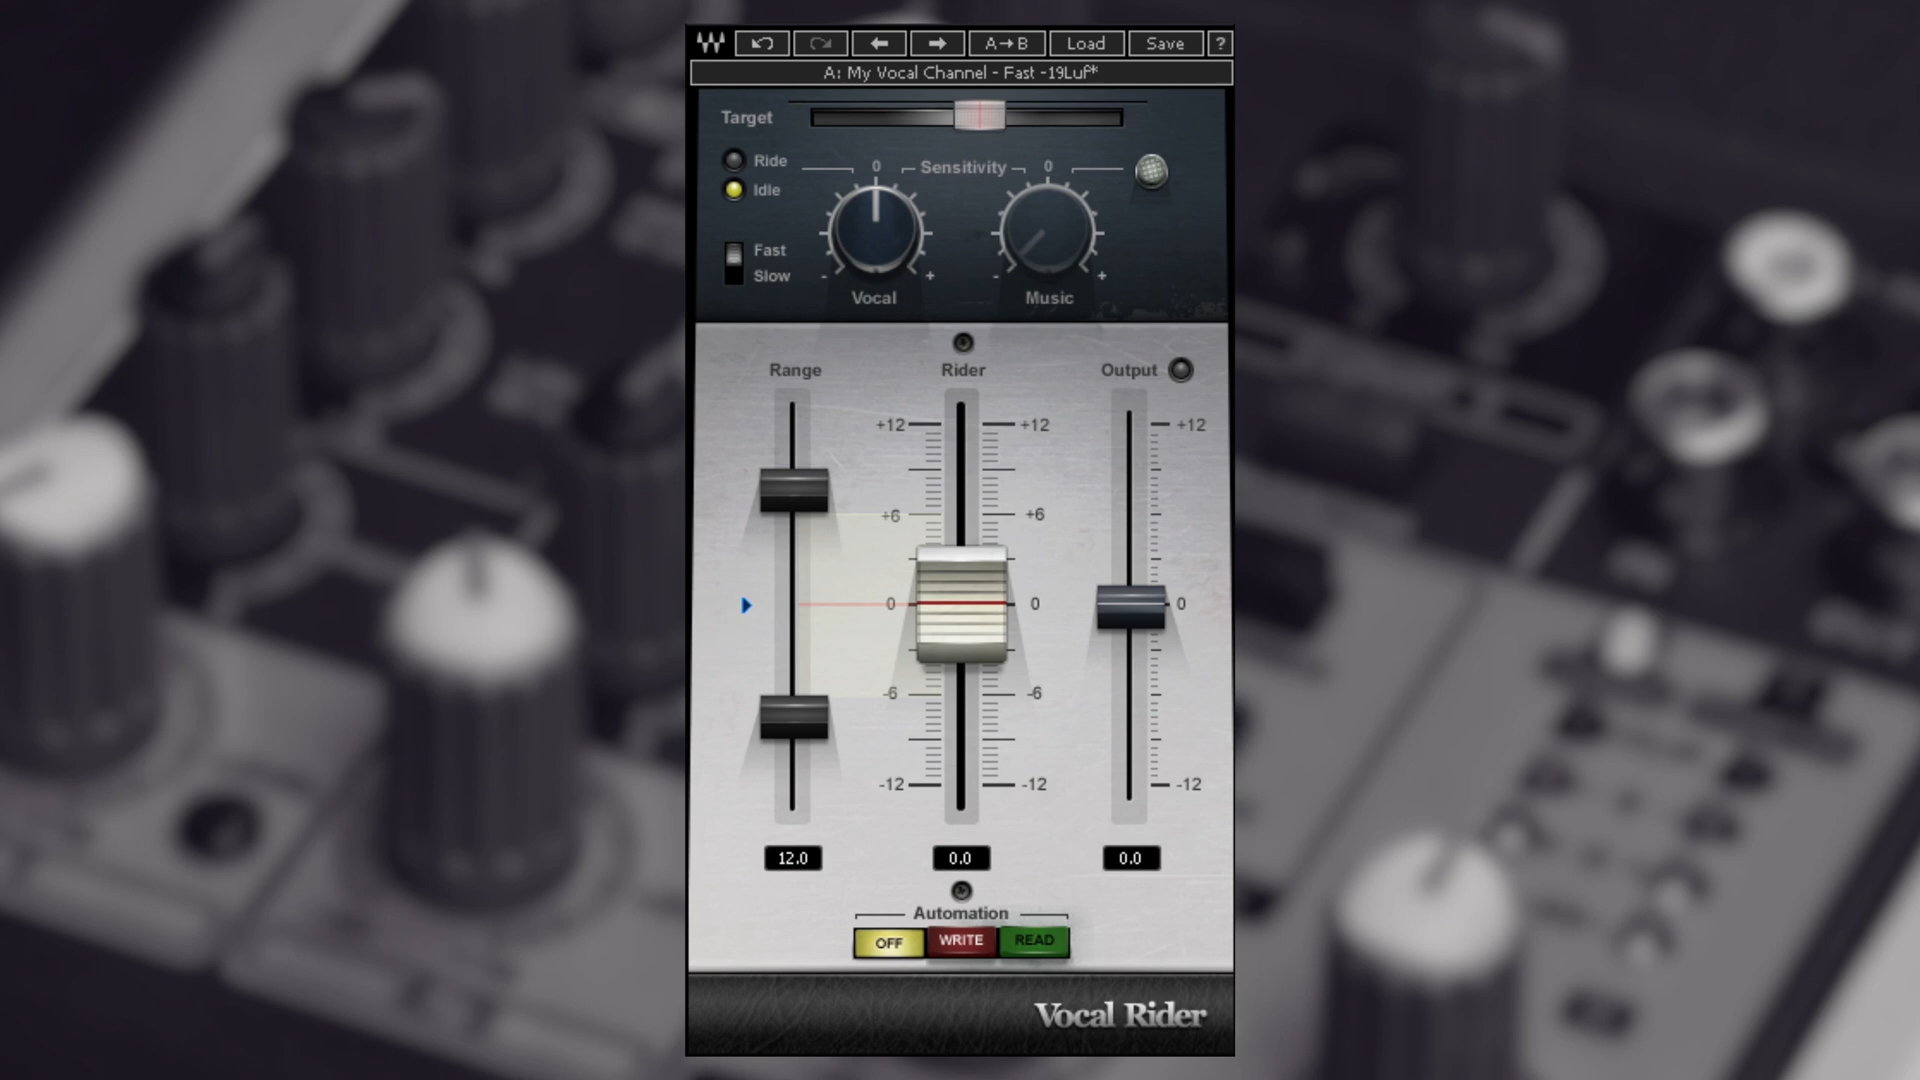 A→B Load Save ?
A: My Vocal Channel - Fast -19Luf*
Target
Ride
Idle
0 Sensitivity 0
Fast
Slow
- + - +
Vocal Music
Range Rider Output
+12 +12 +12
+6 +6
0 0 0
-6 -6
-12 -12 -12
12.0 0.0 0.0
Automation
OFF WRITE READ
Vocal Rider